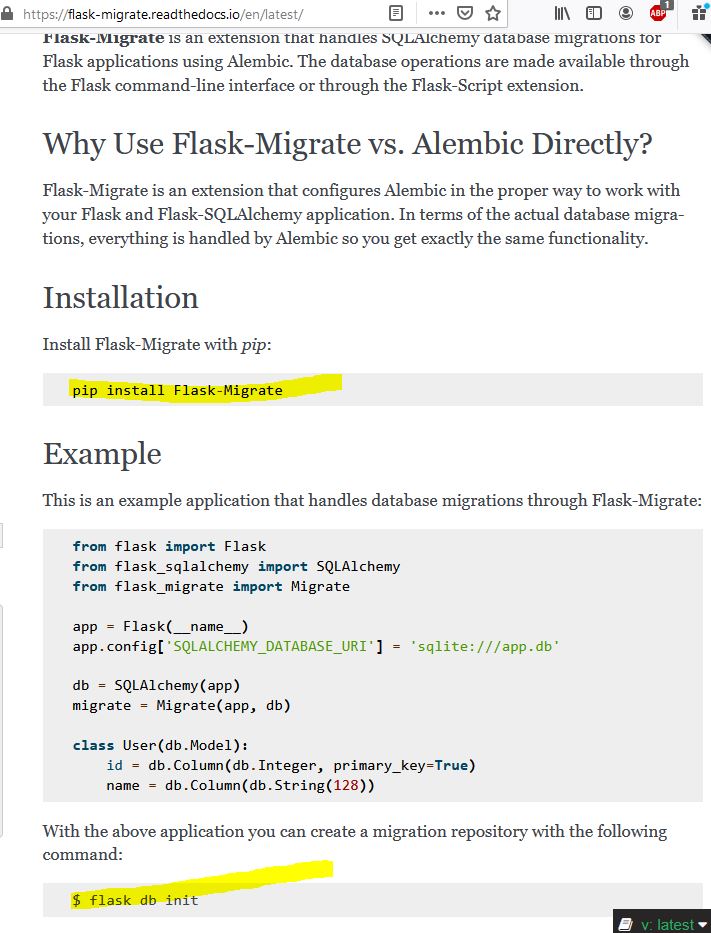 https://flask-migrate.readthedocs.io/en/latest/
ABP
1
Flask-Migrate is an extension that handles SQLAlchemy database migrations for
Flask applications using Alembic. The database operations are made available through
the Flask command-line interface or through the Flask-Script extension.
Why Use Flask-Migrate vs. Alembic Directly?
Flask-Migrate is an extension that configures Alembic in the proper way to work with
your Flask and Flask-SQLAlchemy application. In terms of the actual database migra-
tions, everything is handled by Alembic so you get exactly the same functionality.
Installation
Install Flask-Migrate with pip:
pip install Flask-Migrate
Example
This is an example application that handles database migrations through Flask-Migrate:
from flask import Flask
from flask_sqlalchemy import SQLAlchemy
from flask_migrate import Migrate
app = Flask(__name__)
app.config['SQLALCHEMY_DATABASE_URI'] = 'sqlite:///app.db'
db = SQLAlchemy(app)
migrate = Migrate(app, db)
class User(db.Model):
    id = db.Column(db.Integer, primary_key=True)
    name = db.Column(db.String(128))
With the above application you can create a migration repository with the following
command:
$ flask db init
v: latest